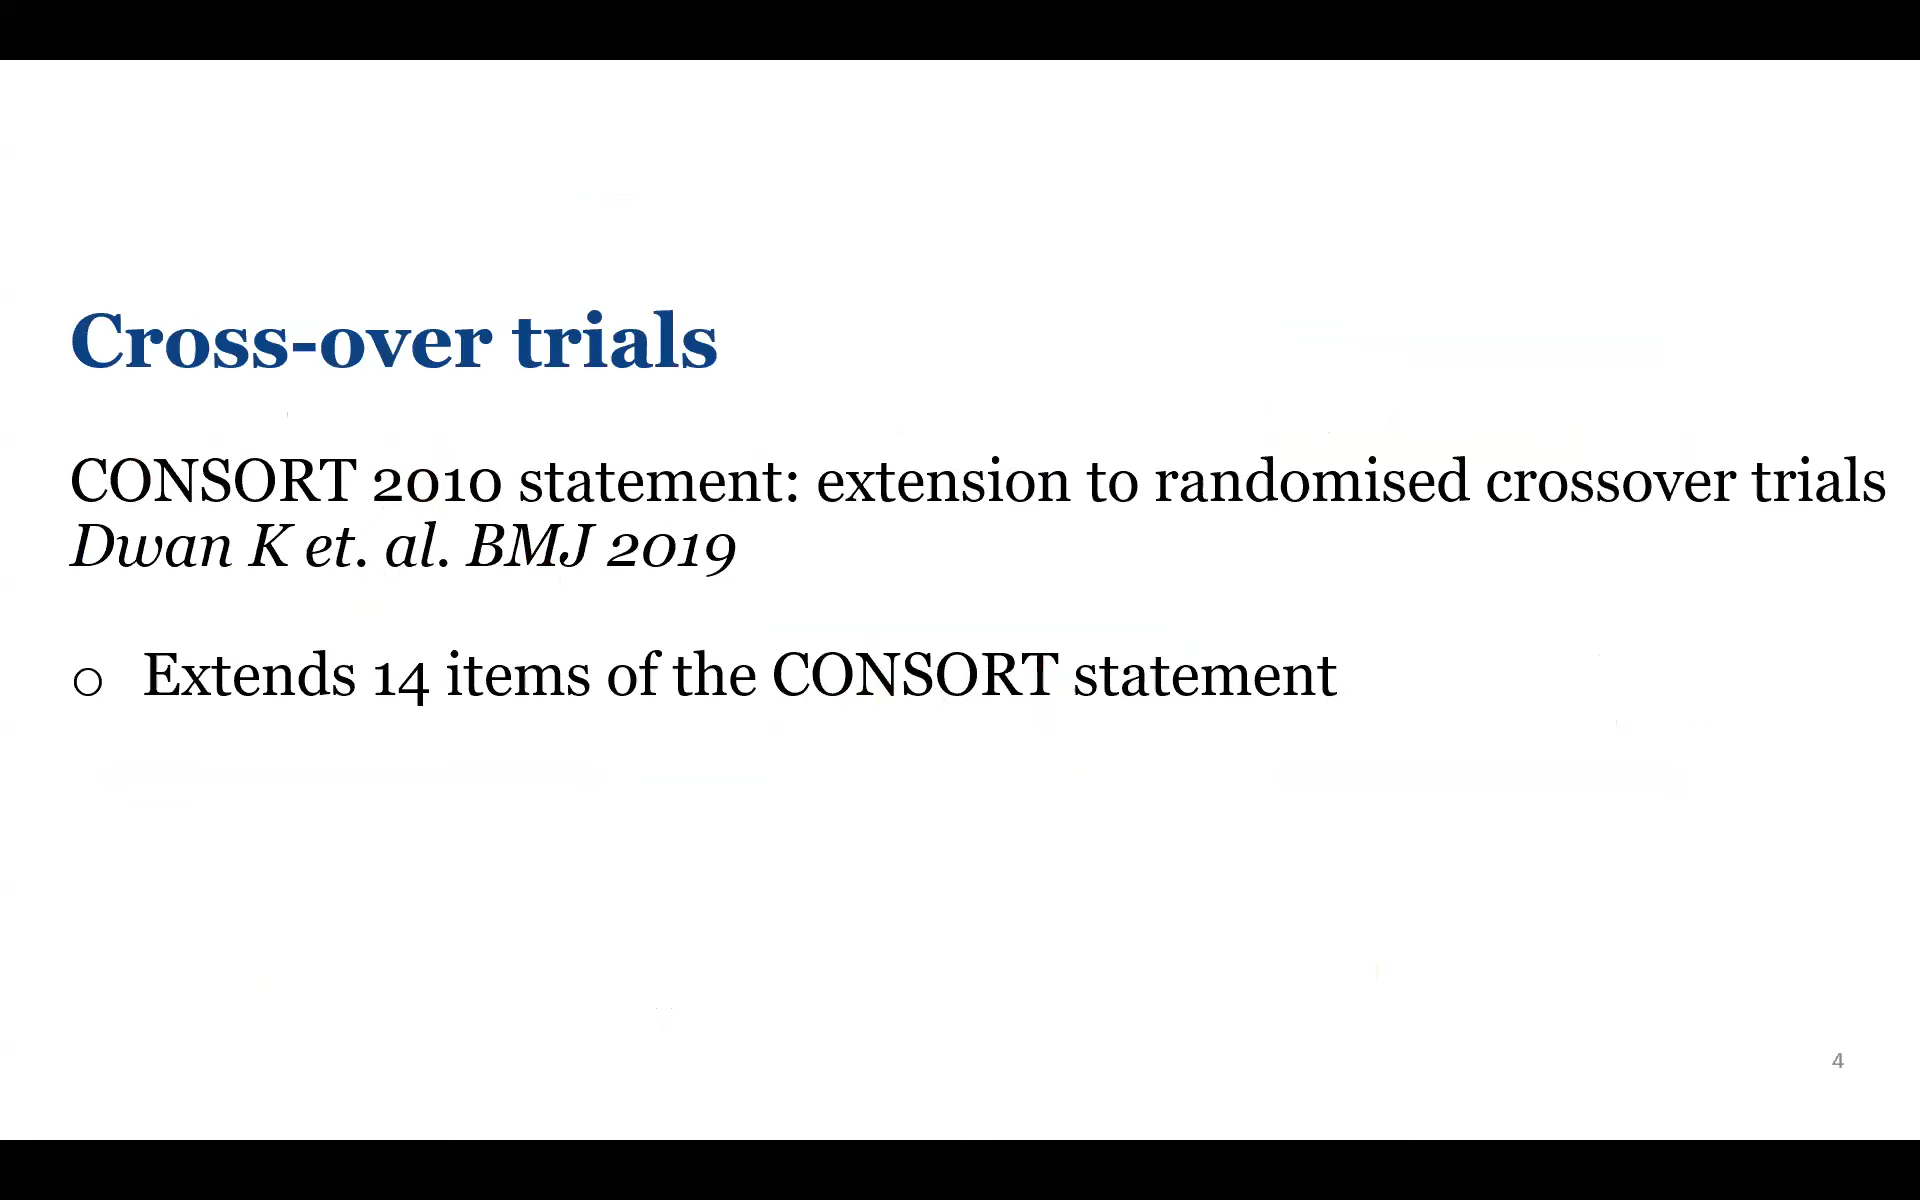 Cross-over trials
CONSORT 2010 statement: extension to randomised crossover trials
Dwan K et. al. BMJ 2019
○ Extends 14 items of the CONSORT statement
4